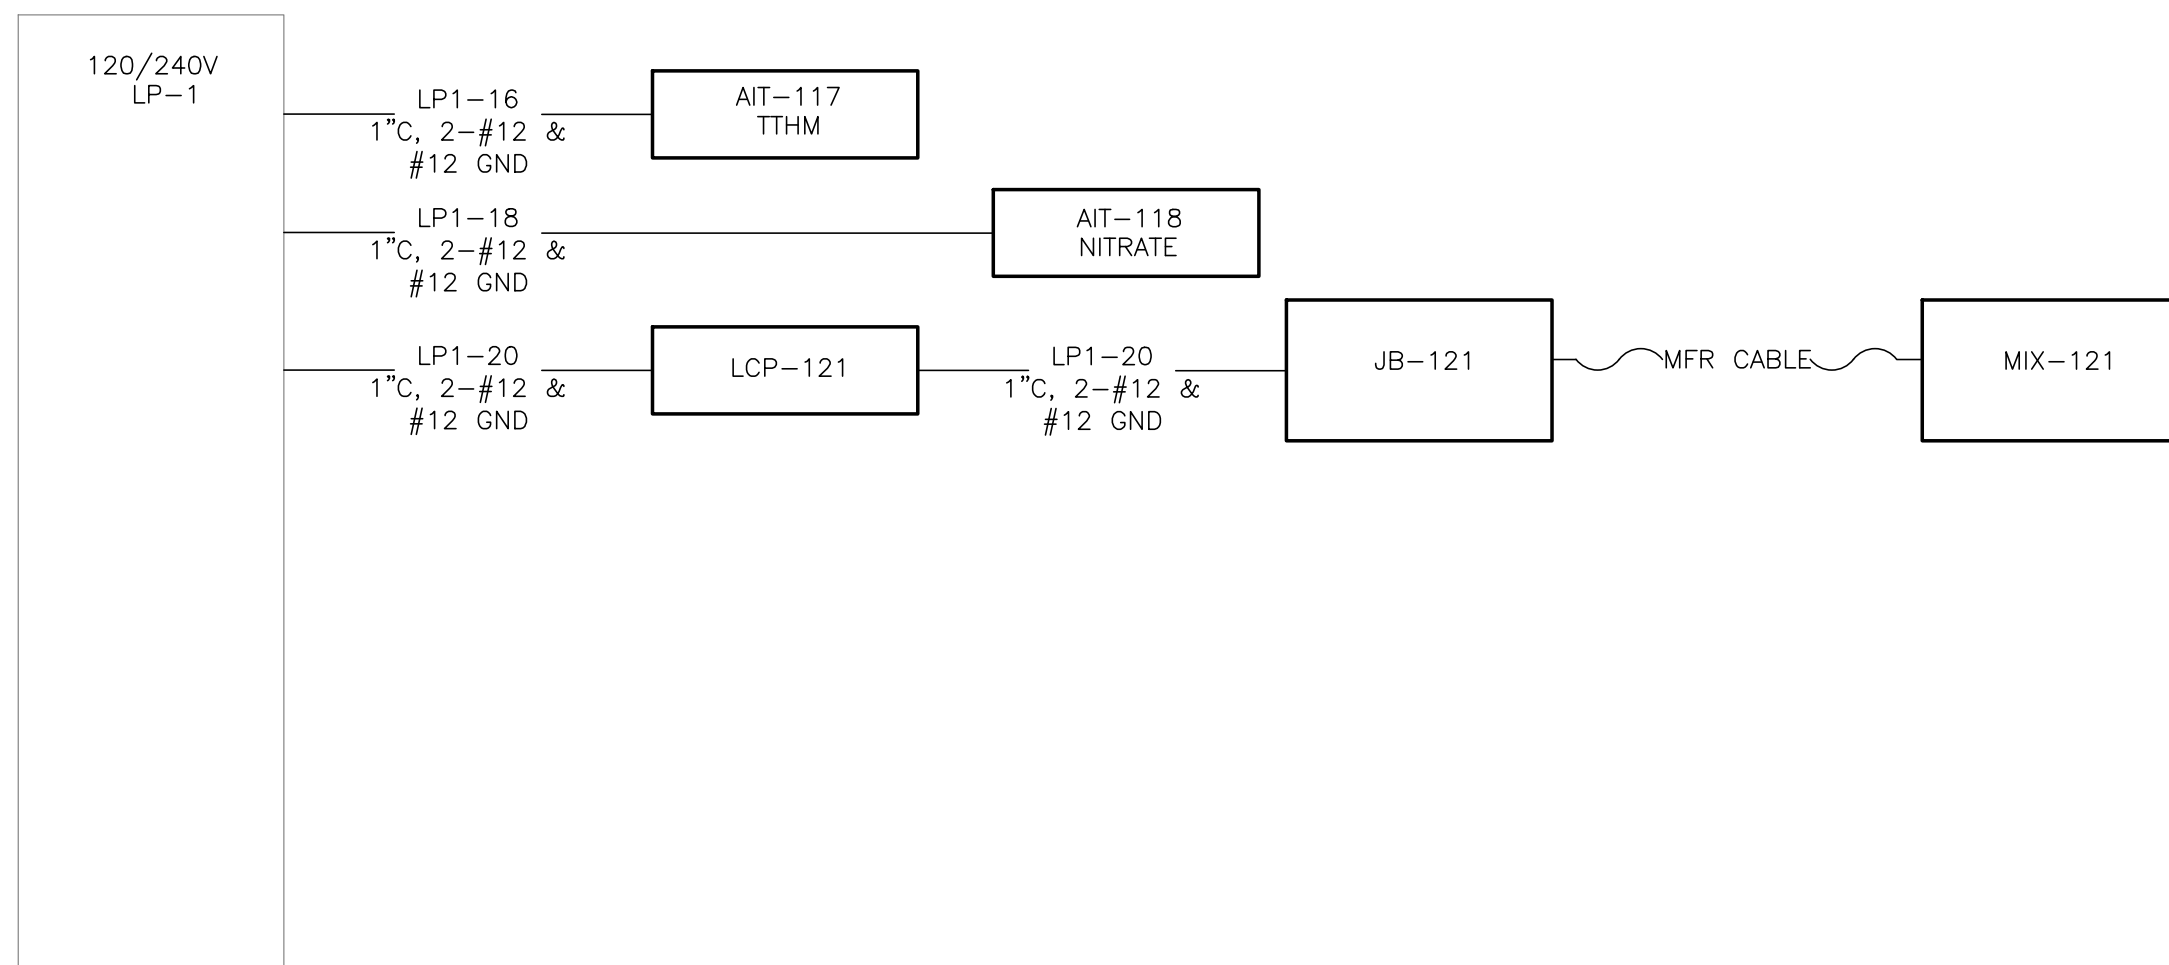 120/240V
LP-1
LP1-16
1"C, 2-#12 &
#12 GND
AIT-117
TTHM
LP1-18
1"C, 2-#12 &
#12 GND
AIT-118
NITRATE
LP1-20
1"C, 2-#12 &
#12 GND
LCP-121
LP1-20
1"C, 2-#12 &
#12 GND
JB-121
MFR CABLE
MIX-121